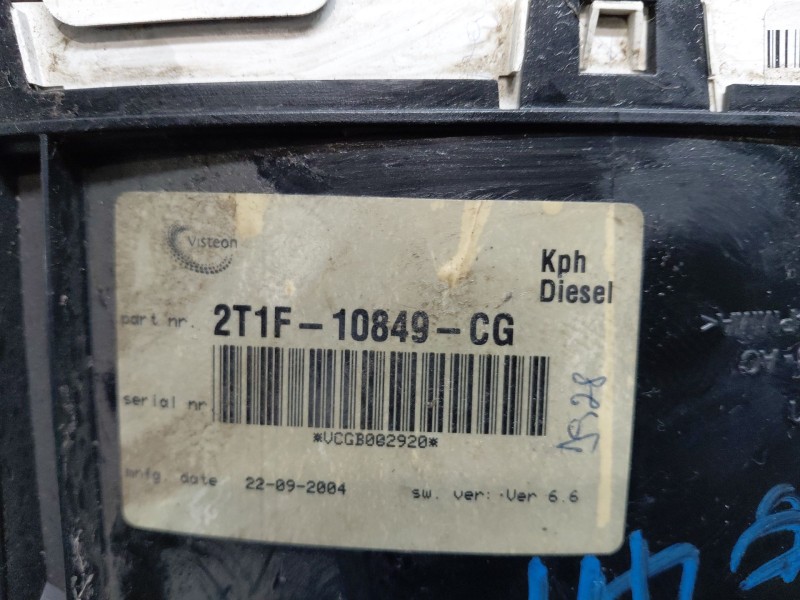 Visteon
Kph
Diesel
part nr. 2T1F-10849-CG
serial nr
*VCGB002920*
mnfg. date 22-09-2004 sw. ver: Ver 6.6